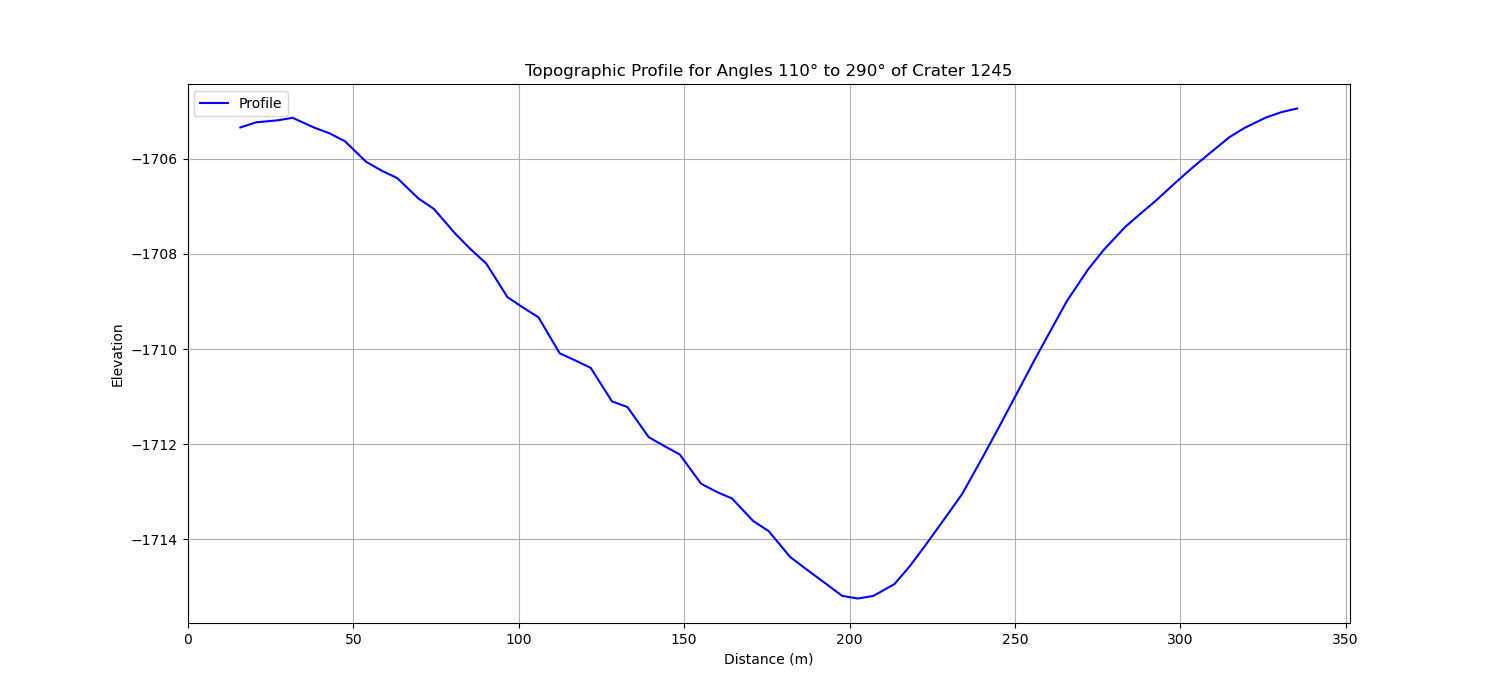 Topographic Profile for Angles 110° to 290° of Crater 1245
Profile
−1706
−1708
−1710
−1712
−1714
Elevation
0 50 100 150 200 250 300 350
Distance (m)